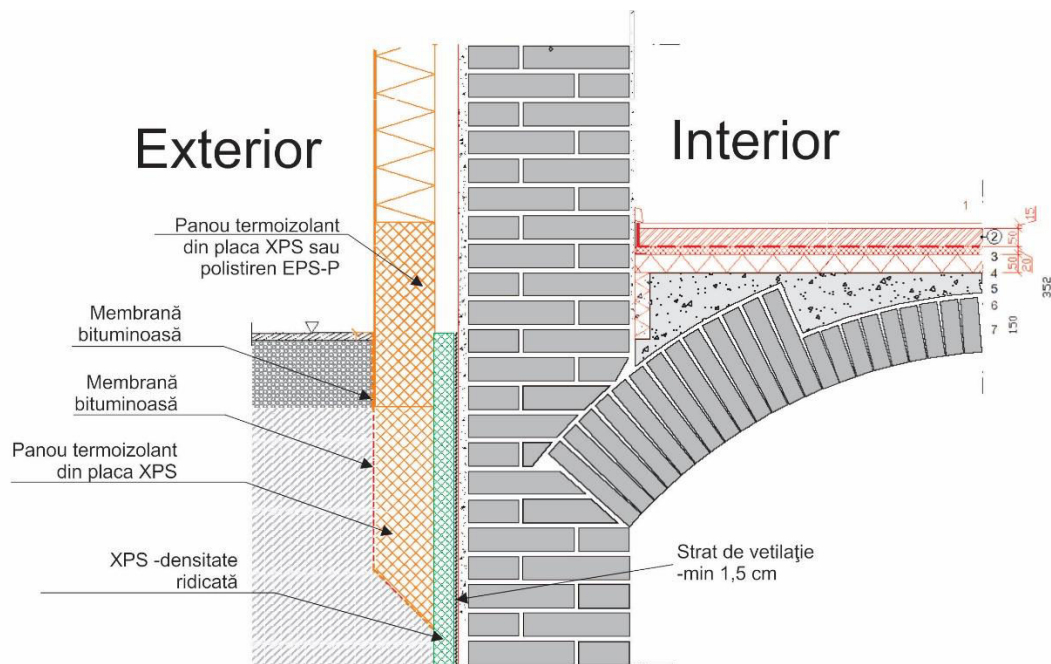 Exterior
Interior
Panou termoizolant
din placa XPS sau
polistiren EPS-P
Membrană
bituminoasă
Membrană
bituminoasă
Panou termoizolant
din placa XPS
XPS -densitate
ridicată
Strat de vetilaţie
-min 1,5 cm
1
2
3
4
5
6
7
15
50
50
20
150
352